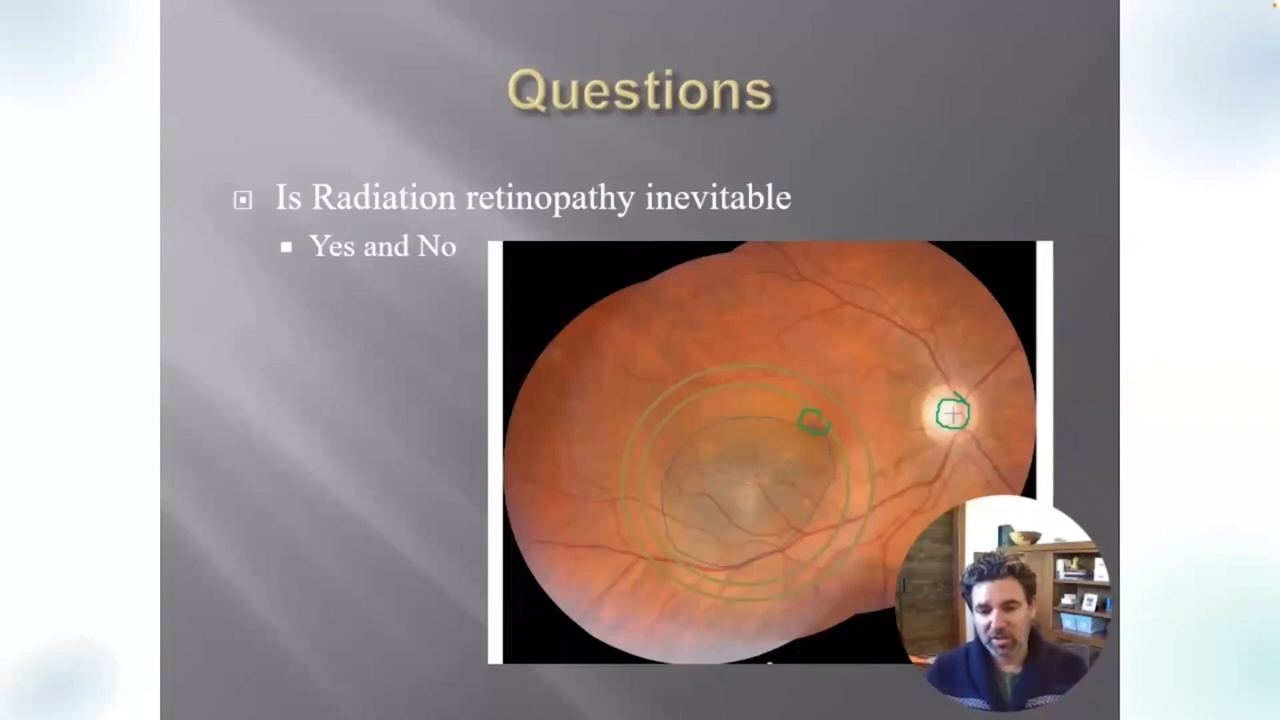 Questions
Is Radiation retinopathy inevitable
Yes and No